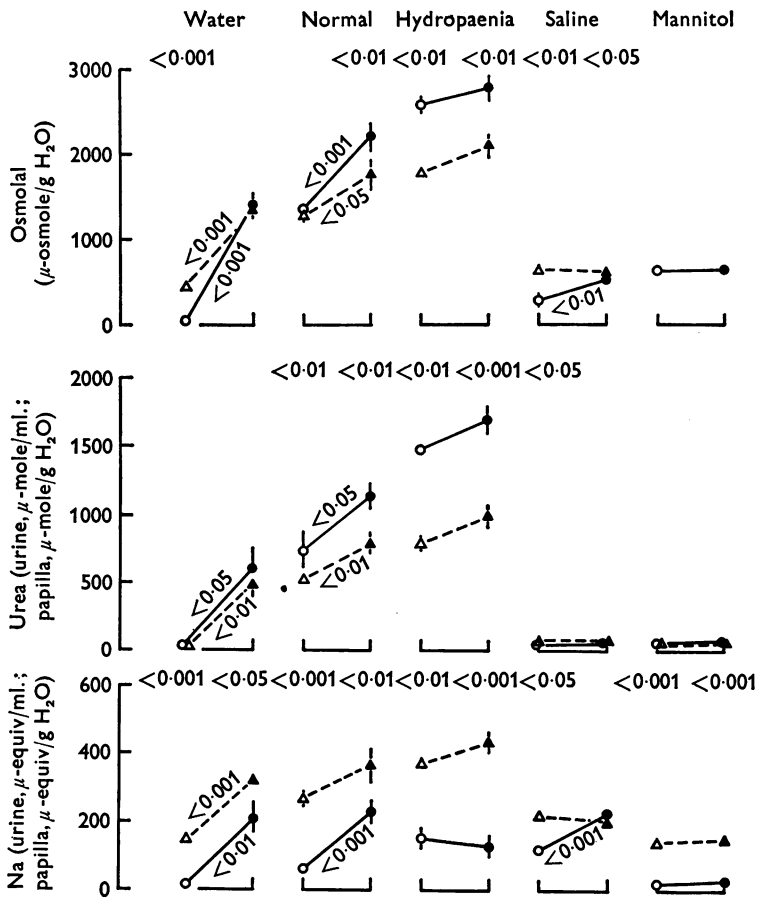 Water Normal Hydropaenia Saline Mannitol
<0·001 <0·01 <0·01 <0·01 <0·01 <0·05
3000
2000
1000
0
Osmolal
(μ-osmole/g H₂O)
<0·001
<0·001
<0·001
<0·05
<0·01
<0·01 <0·01 <0·01 <0·001 <0·05
2000
1500
1000
500
0
Urea (urine, μ-mole/ml.;
papilla, μ-mole/g H₂O)
<0·05
<0·01
<0·05
<0·01
<0·001 <0·05 <0·001 <0·01 <0·01 <0·001 <0·05 <0·001 <0·001
600
400
200
0
Na (urine, μ-equiv/ml.;
papilla, μ-equiv/g H₂O)
<0·001
<0·01
<0·001
<0·001